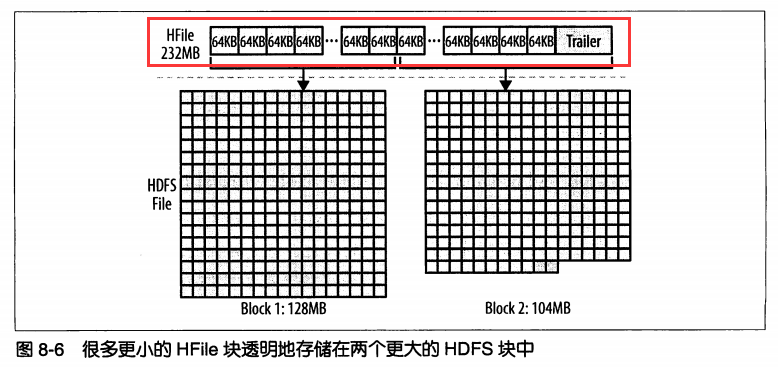 HFile
232MB
64KB 64KB 64KB 64KB ··· 64KB 64KB 64KB ··· 64KB 64KB 64KB 64KB Trailer
HDFS
File
Block 1: 128MB
Block 2: 104MB
图 8-6 很多更小的 HFile 块透明地存储在两个更大的 HDFS 块中